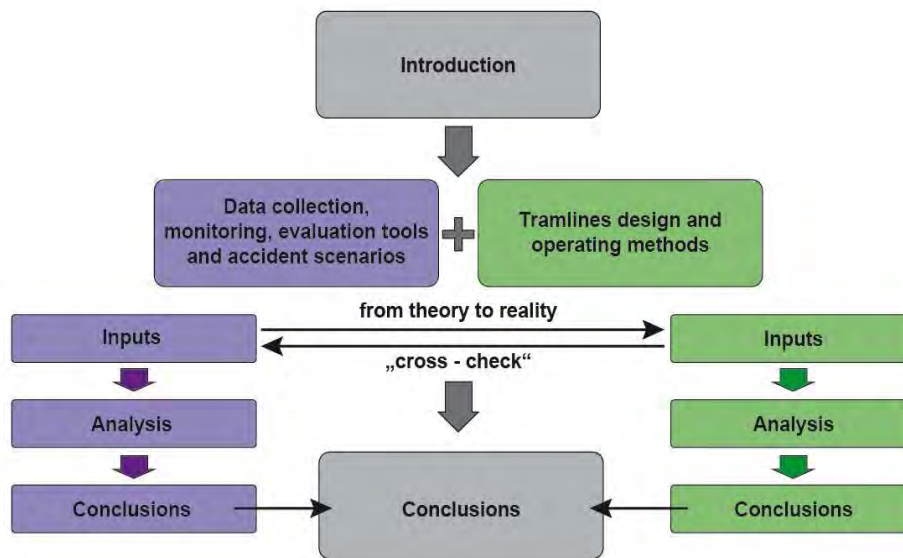 Introduction
Data collection,
monitoring, evaluation tools
and accident scenarios
Tramlines design and
operating methods
from theory to reality
„cross - check“
Inputs
Analysis
Conclusions
Inputs
Analysis
Conclusions
Conclusions